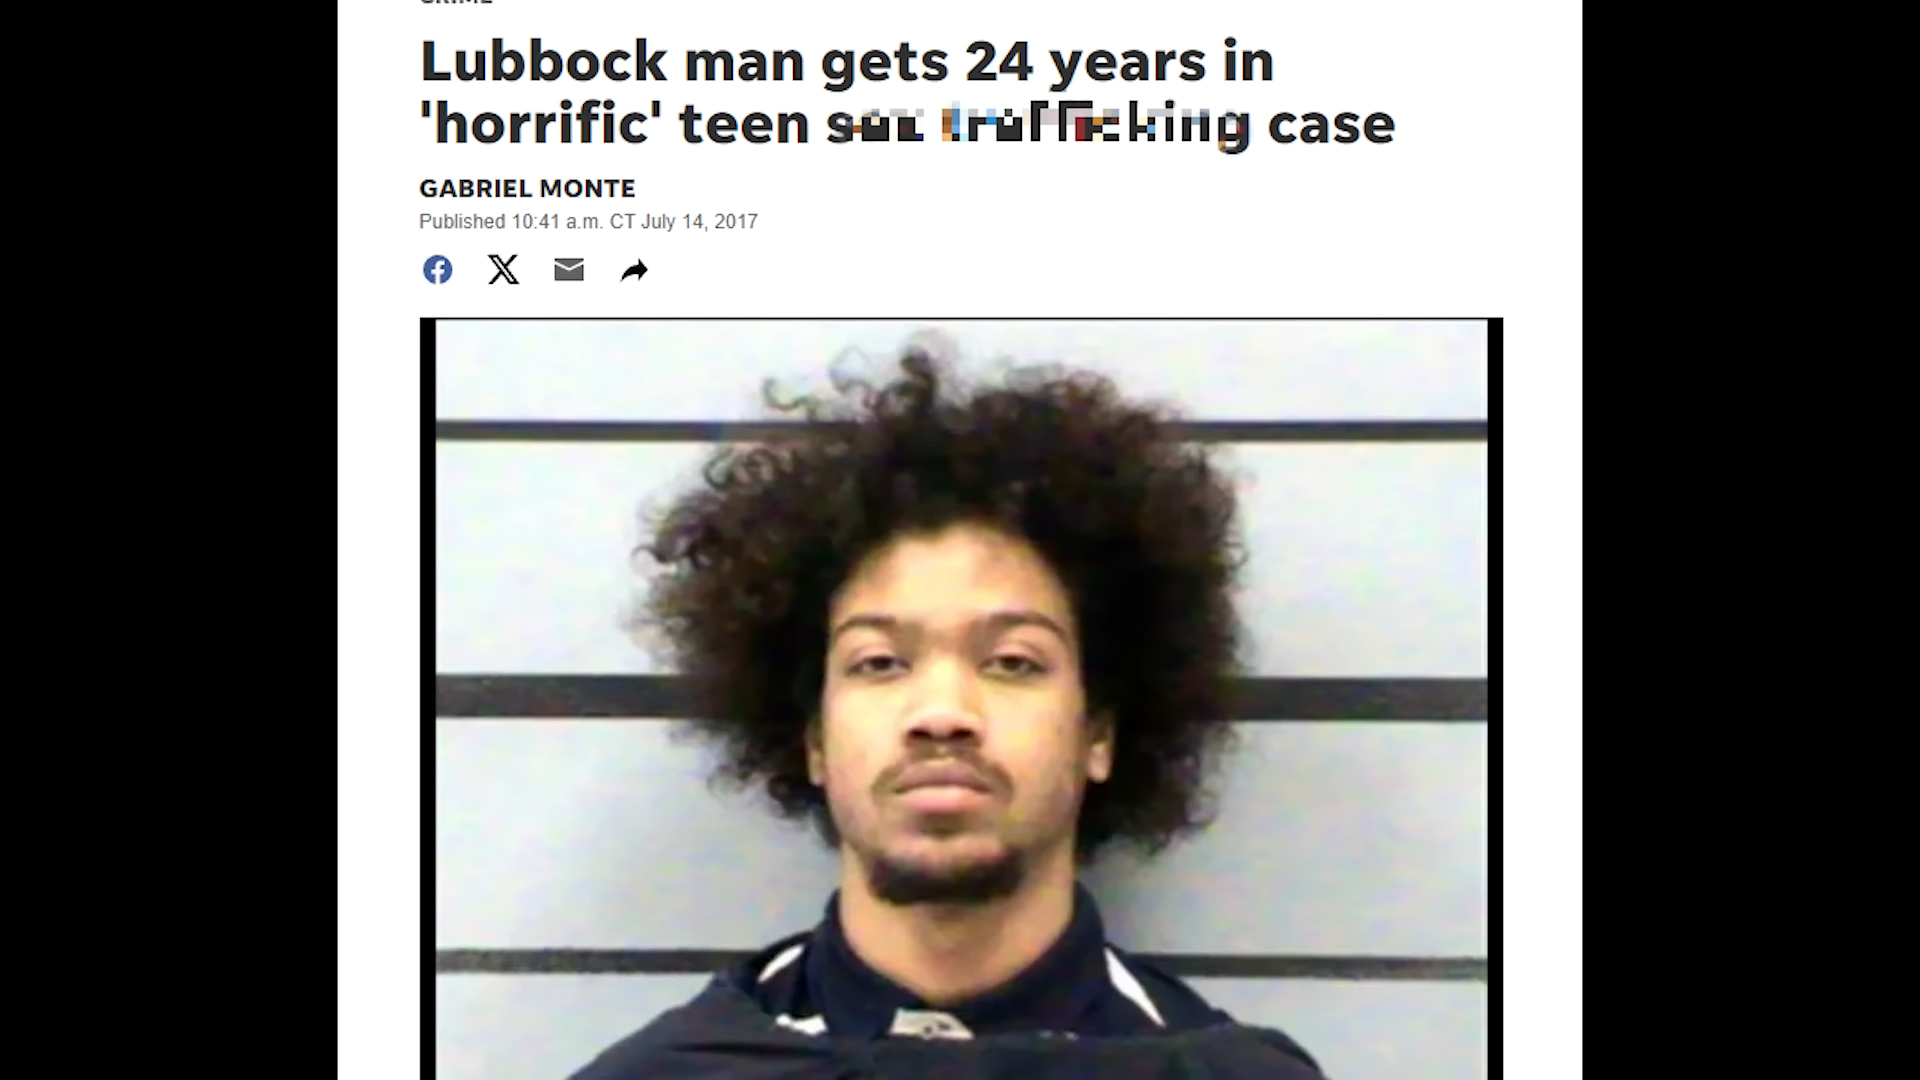 Lubbock man gets 24 years in
'horrific' teen case
GABRIEL MONTE
Published 10:41 a.m. CT July 14, 2017